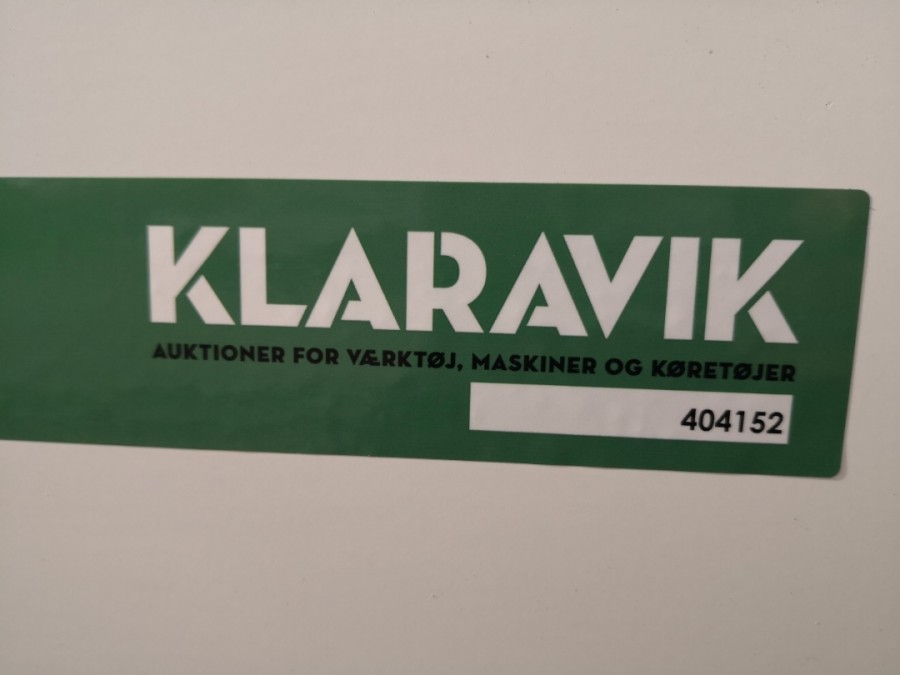 KLARAVIK
AUKTIONER FOR VÆRKTØJ, MASKINER OG KØRETØJER
404152